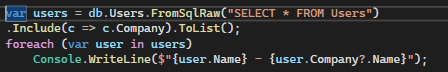 var users = db.Users.FromSqlRaw("SELECT * FROM Users")
.Include(c => c.Company).ToList();
foreach (var user in users)
    Console.WriteLine($"{user.Name} - {user.Company?.Name}");